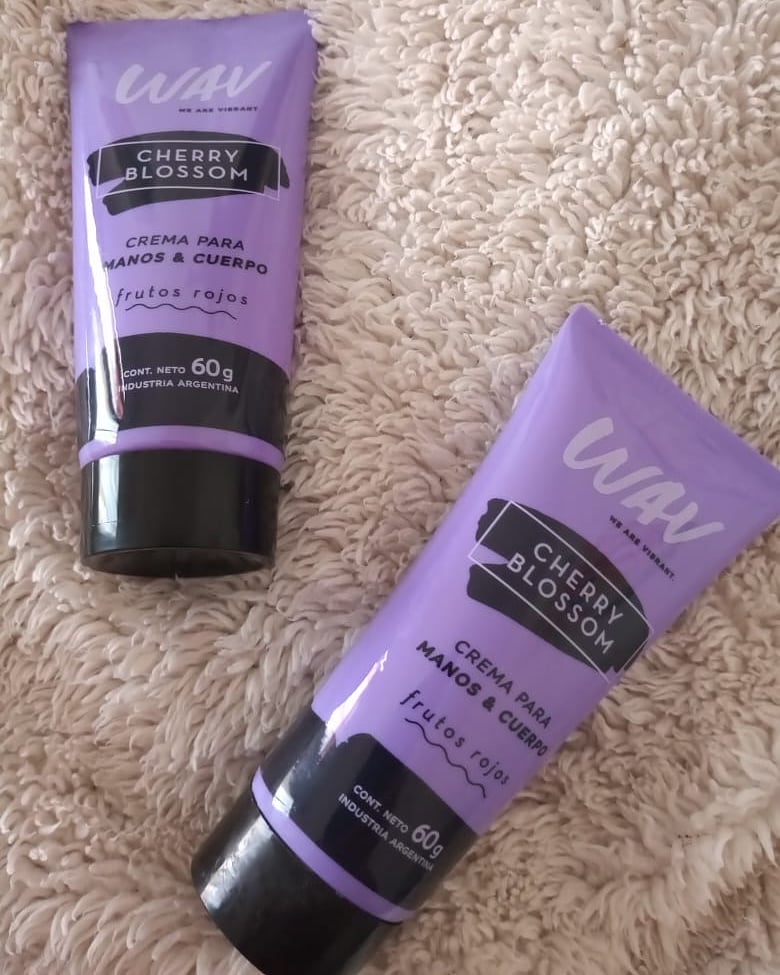 WAV
WE ARE VIBRANT.
CHERRY
BLOSSOM
CREMA PARA
MANOS & CUERPO
frutos rojos
CONT. NETO 60g
INDUSTRIA ARGENTINA
WAV
WE ARE VIBRANT.
CHERRY
BLOSSOM
CREMA PARA
MANOS & CUERPO
frutos rojos
CONT. NETO 60g
INDUSTRIA ARGENTINA